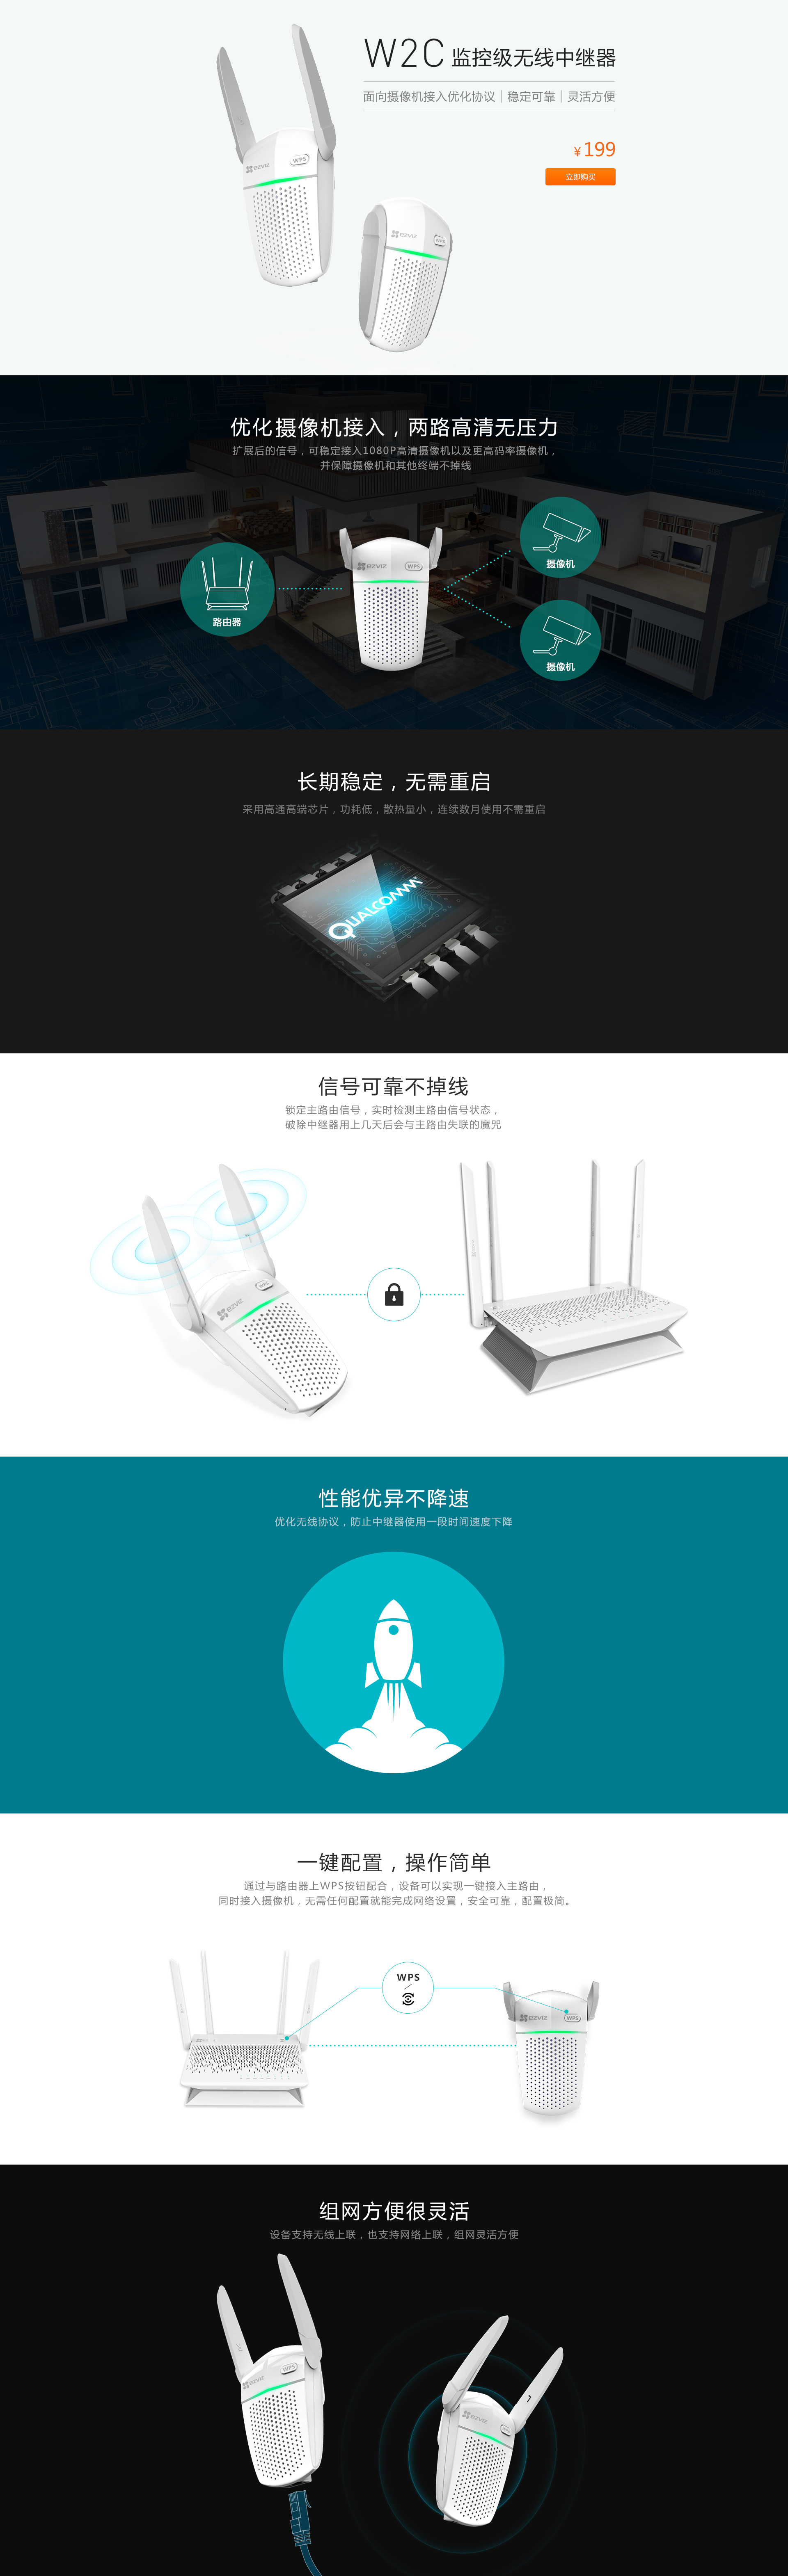 W2C 监控级无线中继器
面向摄像机接入优化协议｜稳定可靠｜灵活方便
¥199
立即购买
EZVIZ
WPS
EZVIZ
WPS
优化摄像机接入，两路高清无压力
扩展后的信号，可稳定接入1080P高清摄像机以及更高码率摄像机，
并保障摄像机和其他终端不掉线
路由器
EZVIZ
WPS
摄像机
摄像机
长期稳定，无需重启
采用高通高端芯片，功耗低，散热量小，连续数月使用不需重启
QUALCOMM
信号可靠不掉线
锁定主路由信号，实时检测主路由信号状态，
破除中继器用上几天后会与主路由失联的魔咒
EZVIZ
WPS
性能优异不降速
优化无线协议，防止中继器使用一段时间速度下降
一键配置，操作简单
通过与路由器上WPS按钮配合，设备可以实现一键接入主路由，
同时接入摄像机，无需任何配置就能完成网络设置，安全可靠，配置极简。
WPS
EZVIZ
WPS
组网方便很灵活
设备支持无线上联，也支持网络上联，组网灵活方便
EZVIZ
WPS
EZVIZ